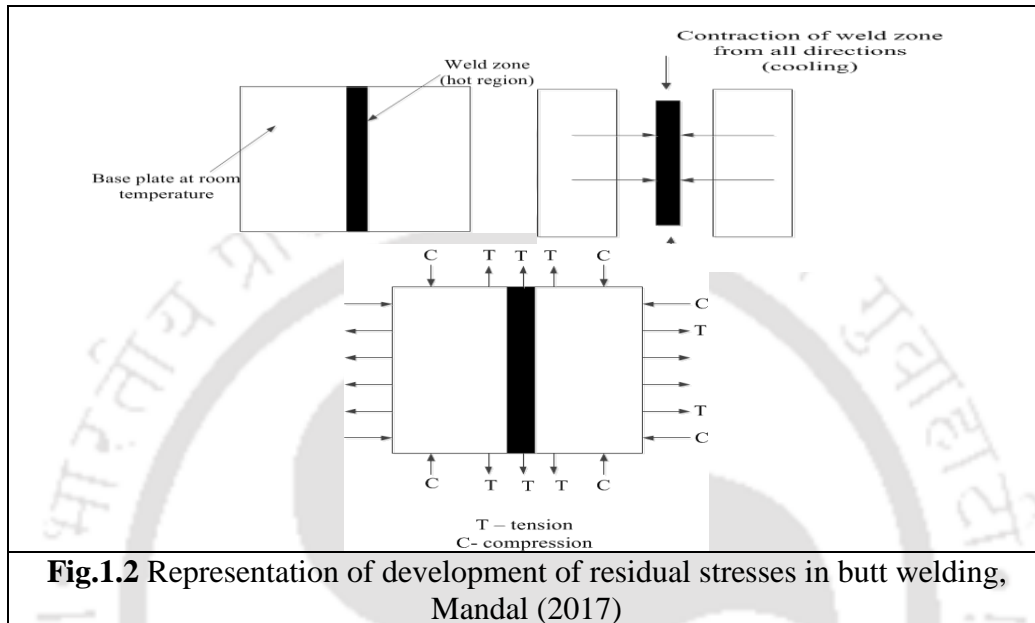 Contraction of weld zone
from all directions
(cooling)
Weld zone
(hot region)
Base plate at room
temperature
C T T T C
C
T
T
C
C T T T C
T – tension
C- compression
Fig.1.2 Representation of development of residual stresses in butt welding,
Mandal (2017)